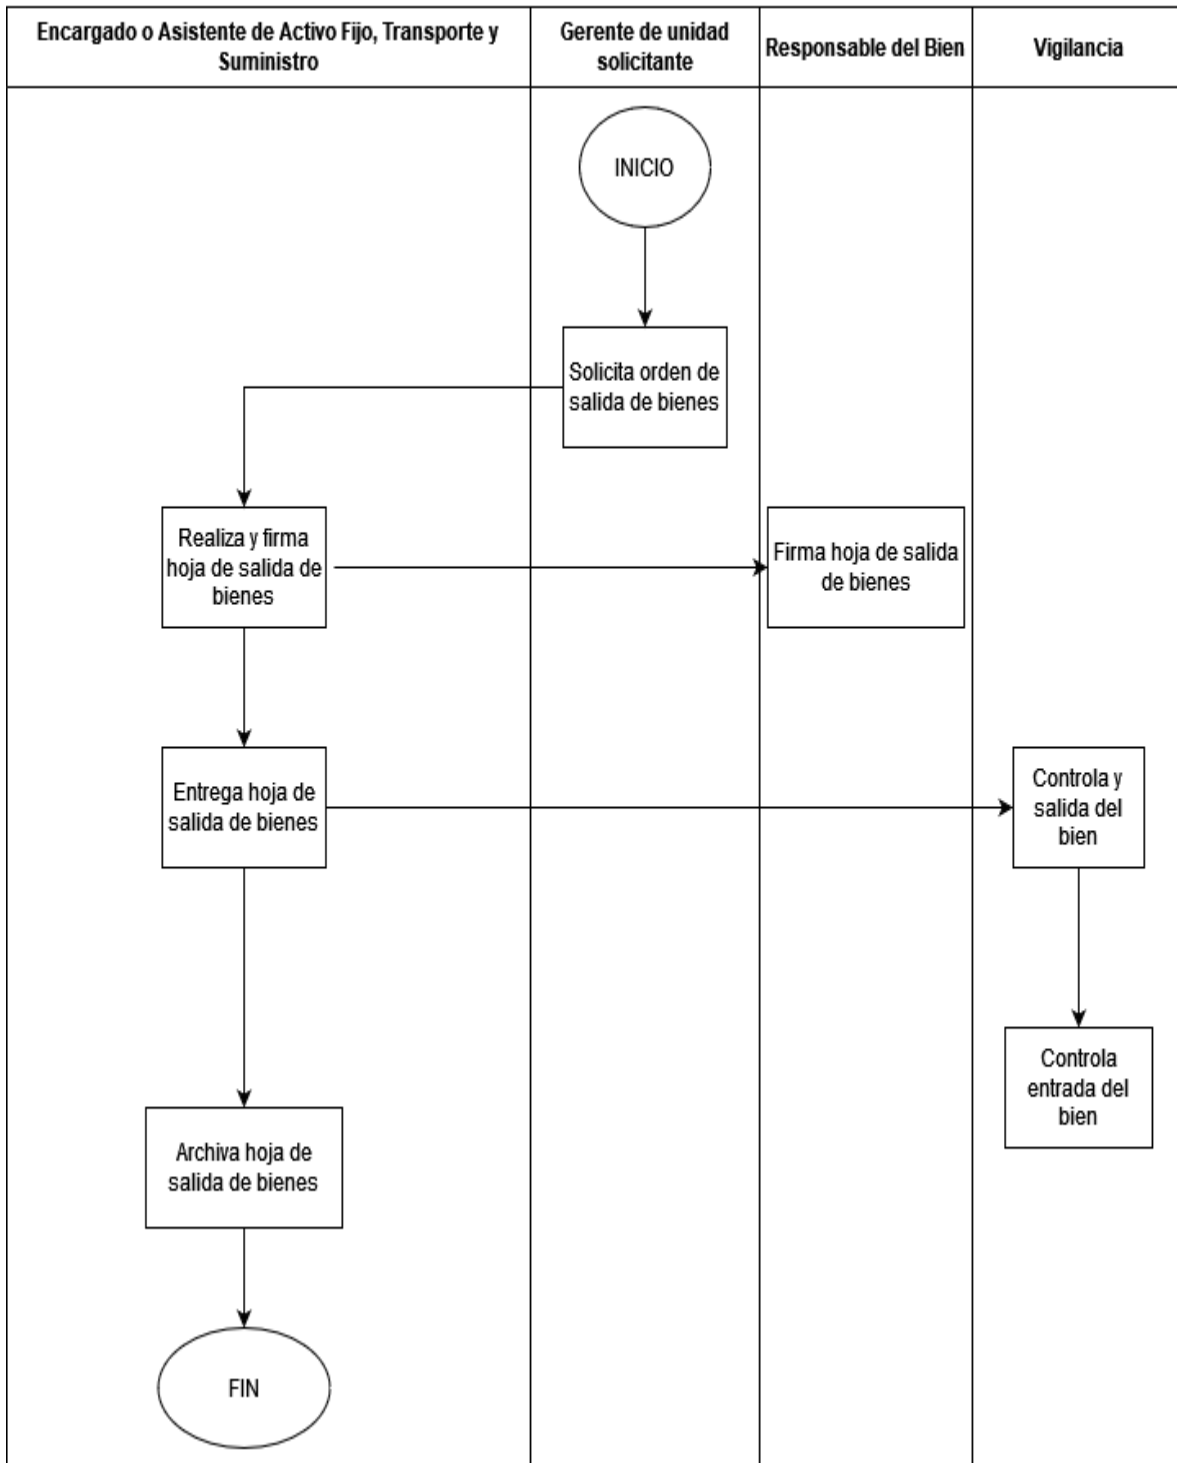 Encargado o Asistente de Activo Fijo, Transporte y
Suministro
Gerente de unidad
solicitante
Responsable del Bien
Vigilancia
INICIO
Solicita orden de
salida de bienes
Realiza y firma
hoja de salida de
bienes
Firma hoja de salida
de bienes
Entrega hoja de
salida de bienes
Controla y
salida del
bien
Controla
entrada del
bien
Archiva hoja de
salida de bienes
FIN